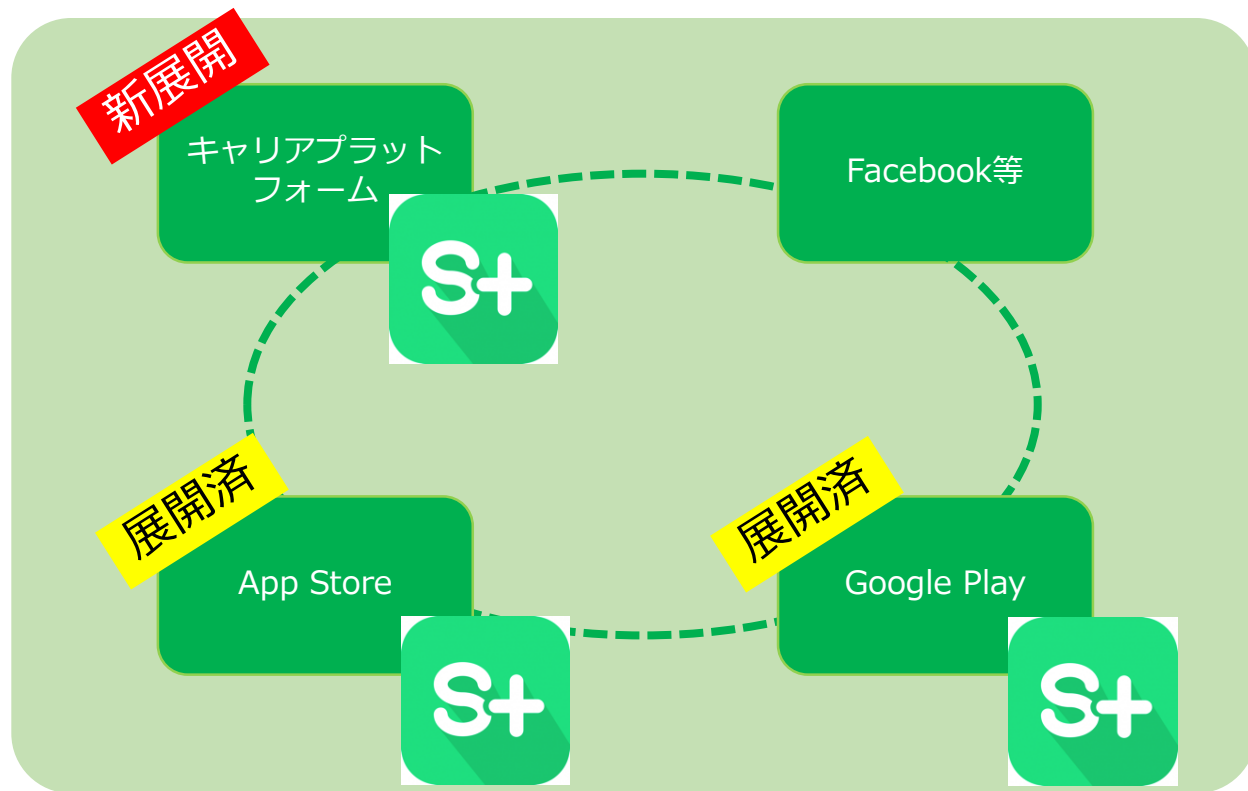 新展開
キャリアプラット
フォーム
Facebook等
S+
展開済
App Store
S+
展開済
Google Play
S+